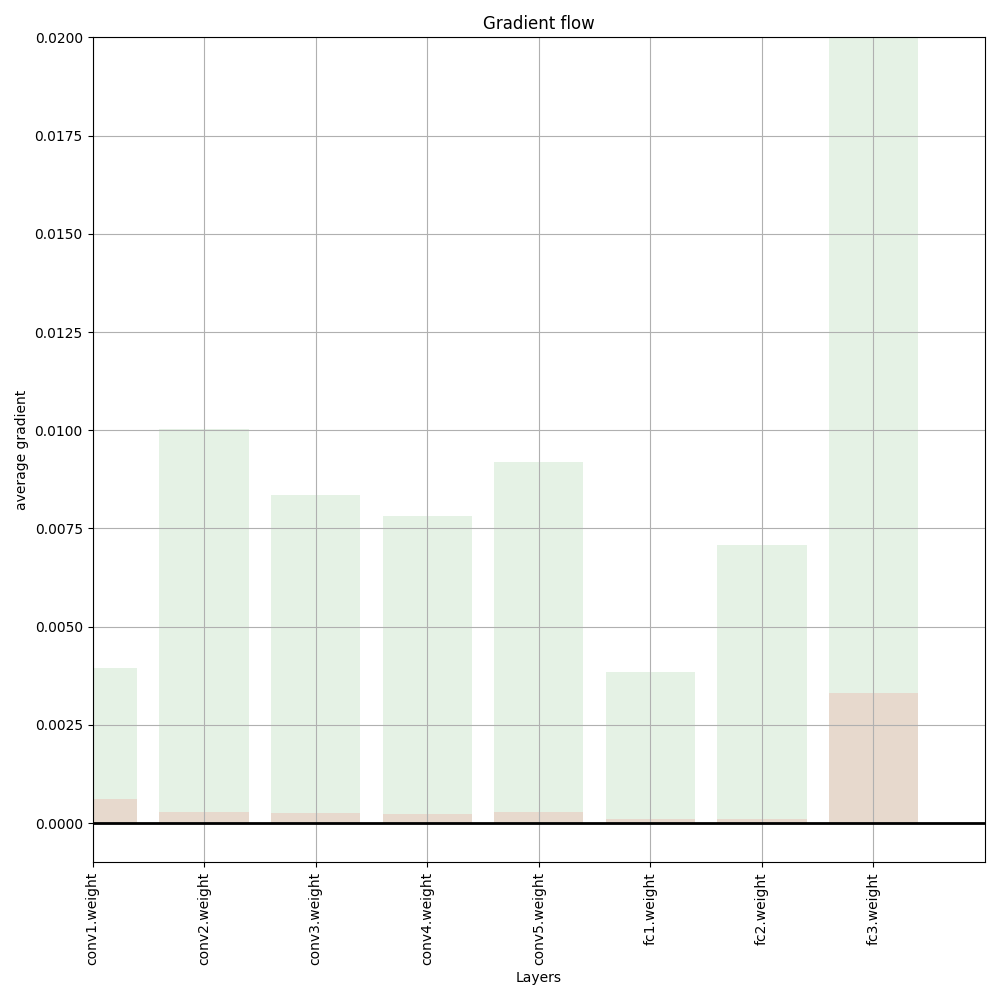 Gradient flow
0.0200
0.0175
0.0150
0.0125
0.0100
0.0075
0.0050
0.0025
0.0000
average gradient
conv1.weight
conv2.weight
conv3.weight
conv4.weight
conv5.weight
fc1.weight
fc2.weight
fc3.weight
Layers